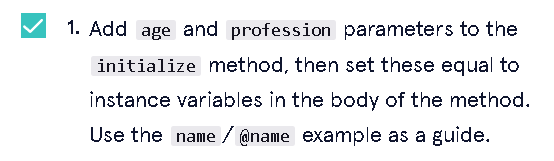 1. Add age and profession parameters to the
initialize method, then set these equal to
instance variables in the body of the method.
Use the name/@name example as a guide.